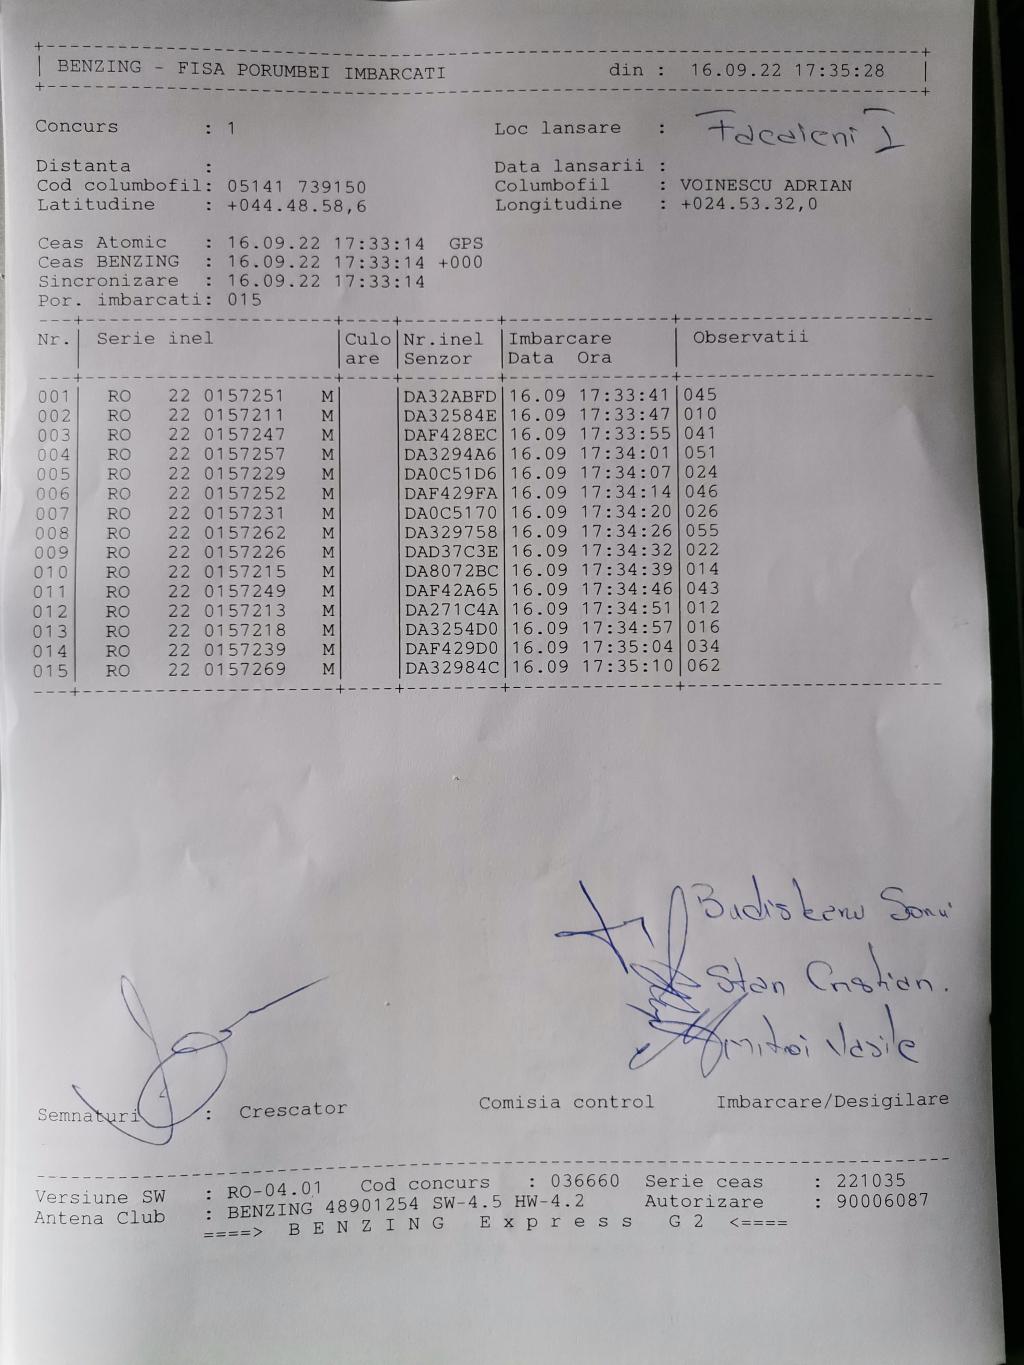 BENZING - FISA PORUMBEI IMBARCATI din : 16.09.22 17:35:28
Concurs : 1 Loc lansare : Facaieni 1
Distanta : Data lansarii :
Cod columbofil: 05141 739150 Columbofil : VOINESCU ADRIAN
Latitudine : +044.48.58,6 Longitudine : +024.53.32,0
Ceas Atomic : 16.09.22 17:33:14 GPS
Ceas BENZING : 16.09.22 17:33:14 +000
Sincronizare : 16.09.22 17:33:14
Por. imbarcati: 015
Nr. Serie inel Culo Nr.inel Imbarcare Observatii
are Senzor Data Ora
001 RO 22 0157251 M DA32ABFD 16.09 17:33:41 045
002 RO 22 0157211 M DA32584E 16.09 17:33:47 010
003 RO 22 0157247 M DAF428EC 16.09 17:33:55 041
004 RO 22 0157257 M DA3294A6 16.09 17:34:01 051
005 RO 22 0157229 M DA0C51D6 16.09 17:34:07 024
006 RO 22 0157252 M DAF429FA 16.09 17:34:14 046
007 RO 22 0157231 M DA0C5170 16.09 17:34:20 026
008 RO 22 0157262 M DA329758 16.09 17:34:26 055
009 RO 22 0157226 M DAD37C3E 16.09 17:34:32 022
010 RO 22 0157215 M DA8072BC 16.09 17:34:39 014
011 RO 22 0157249 M DAF42A65 16.09 17:34:46 043
012 RO 22 0157213 M DA271C4A 16.09 17:34:51 012
013 RO 22 0157218 M DA3254D0 16.09 17:34:57 016
014 RO 22 0157239 M DAF429D0 16.09 17:35:04 034
015 RO 22 0157269 M DA32984C 16.09 17:35:10 062
Stan Cristian.
Vasile
Semnaturi : Crescator Comisia control Imbarcare/Desigilare
Versiune SW : RO-04.01 Cod concurs : 036660 Serie ceas : 221035
Antena Club : BENZING 48901254 SW-4.5 HW-4.2 Autorizare : 90006087
====> B E N Z I N G E x p r e s s G 2 <====